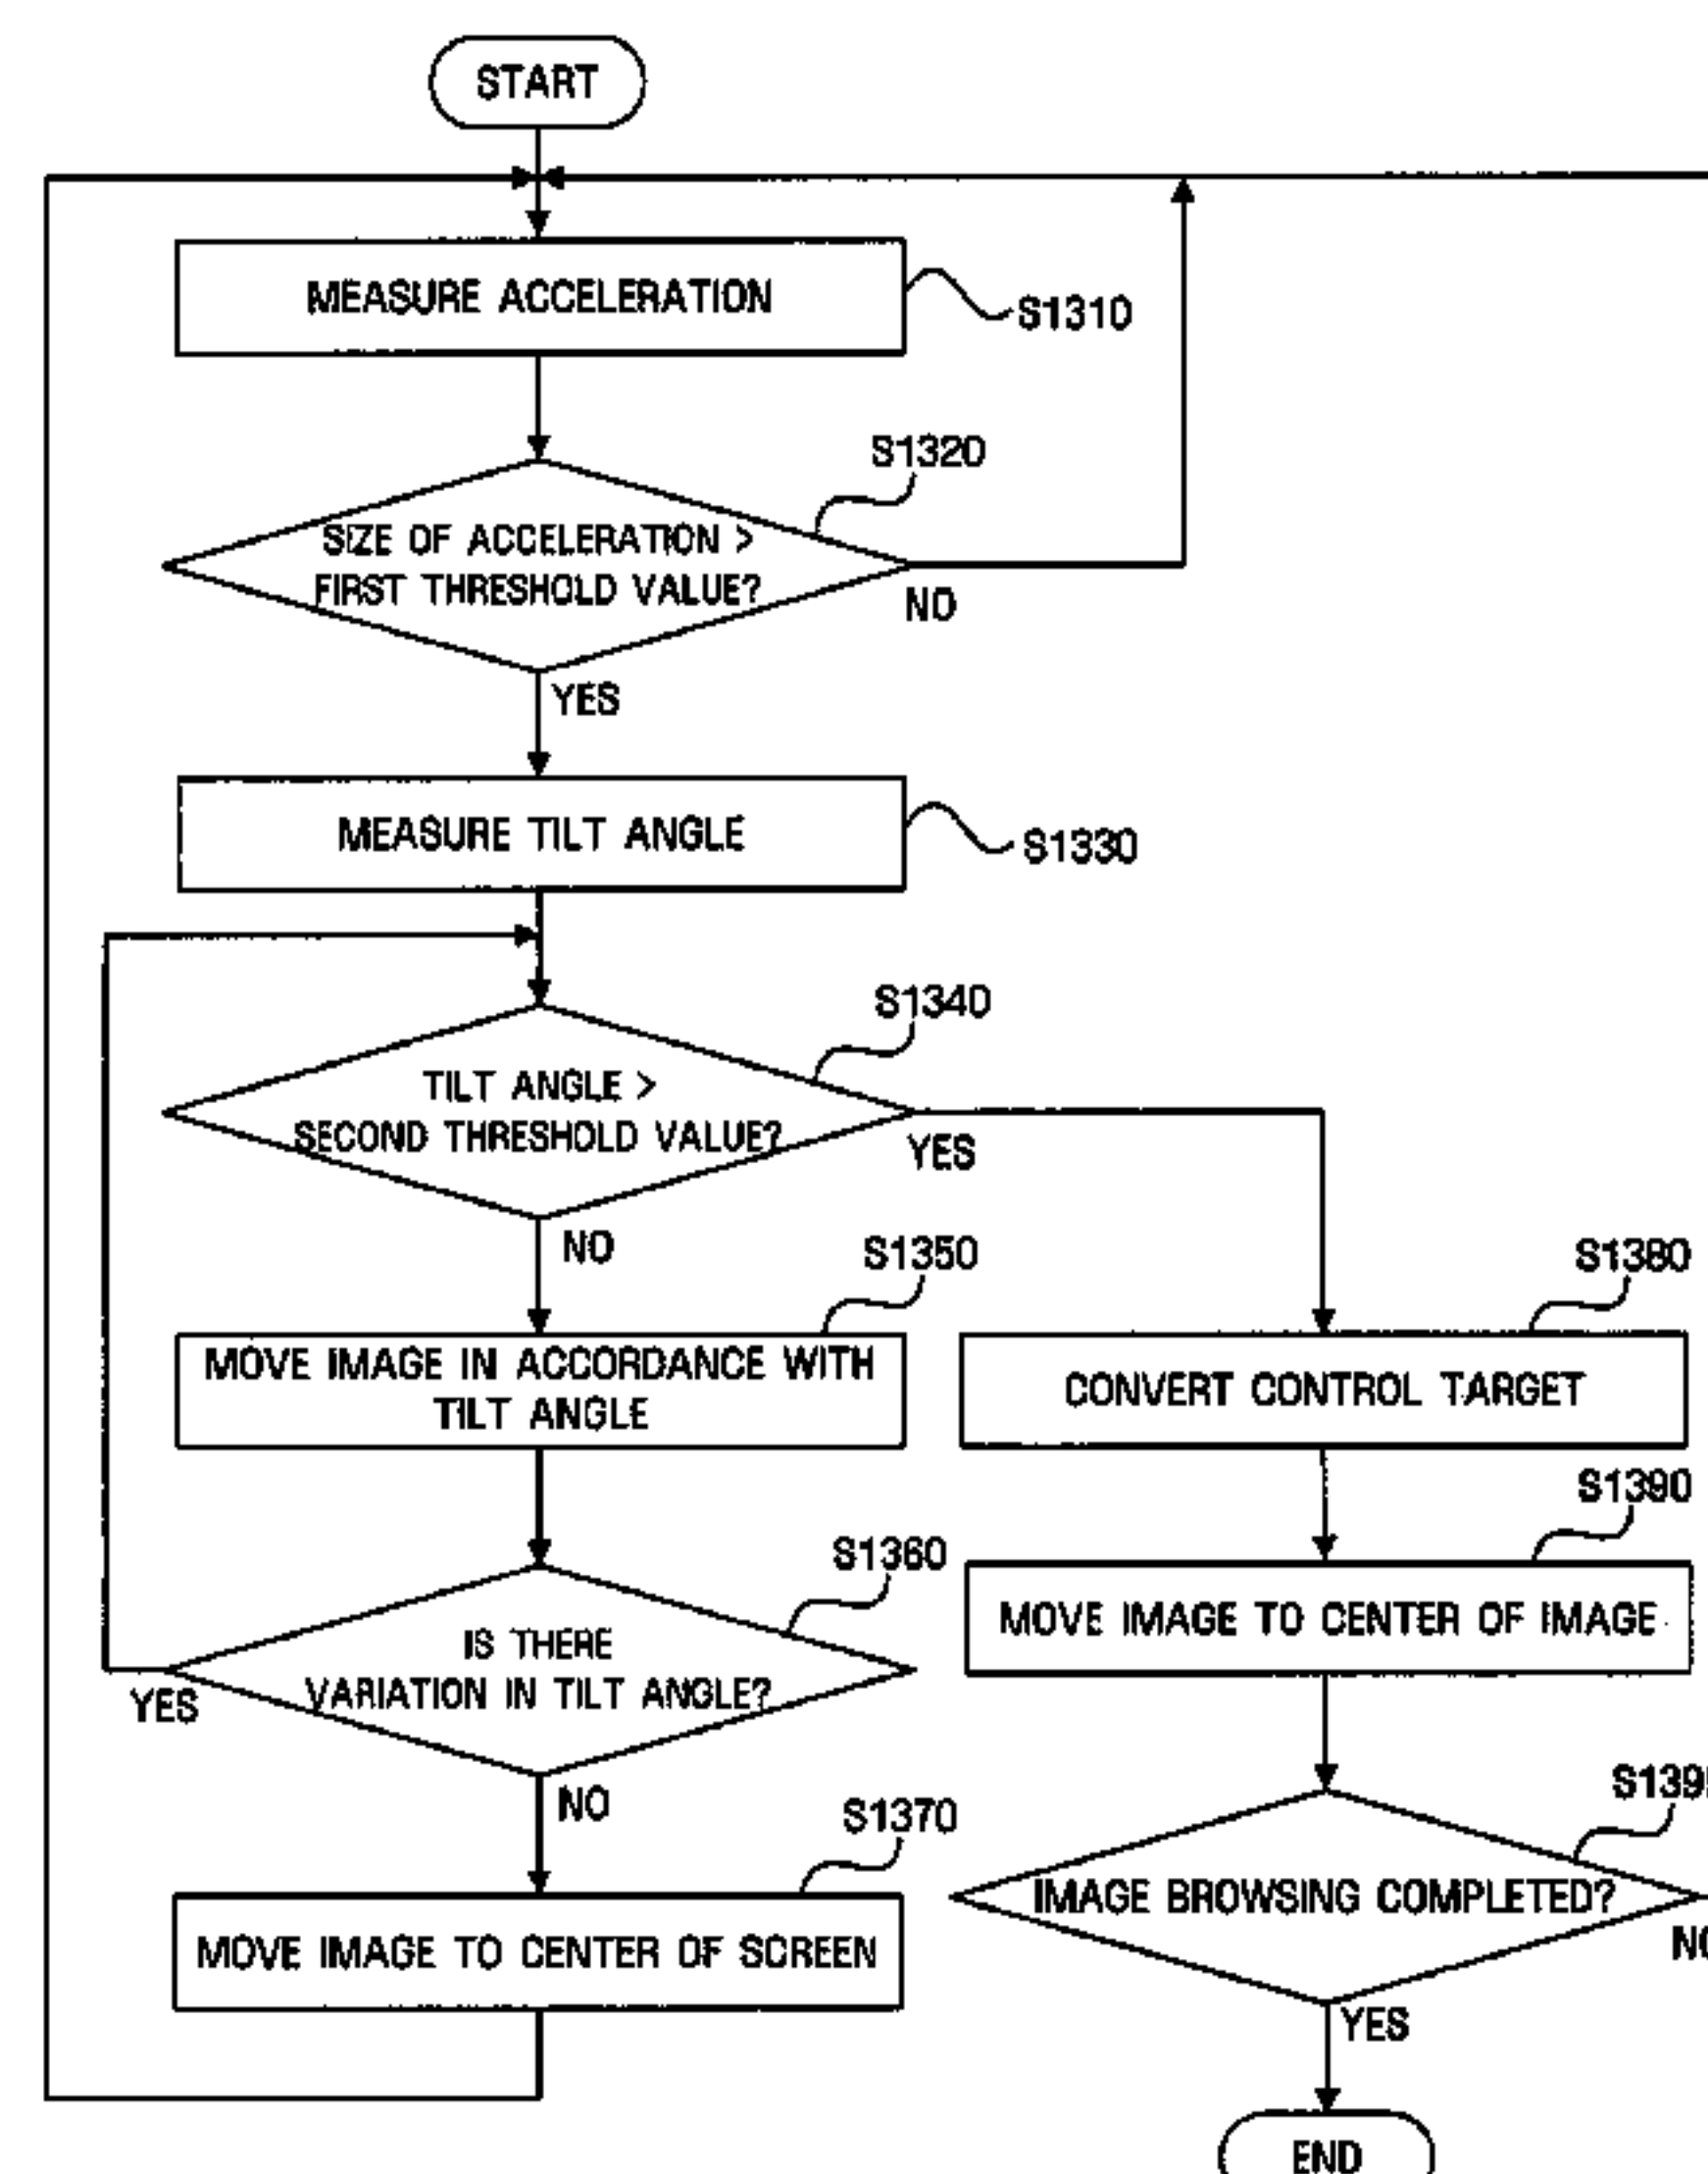 START
MEASURE ACCELERATION
S1310
S1320
SIZE OF ACCELERATION >
FIRST THRESHOLD VALUE?
NO
YES
MEASURE TILT ANGLE
S1330
S1340
TILT ANGLE >
SECOND THRESHOLD VALUE?
YES
NO
S1350
MOVE IMAGE IN ACCORDANCE WITH
TILT ANGLE
S1380
CONVERT CONTROL TARGET
S1390
MOVE IMAGE TO CENTER OF IMAGE
S1360
IS THERE
VARIATION IN TILT ANGLE?
YES
NO
IMAGE BROWSING COMPLETED?
YES
S1370
MOVE IMAGE TO CENTER OF SCREEN
END